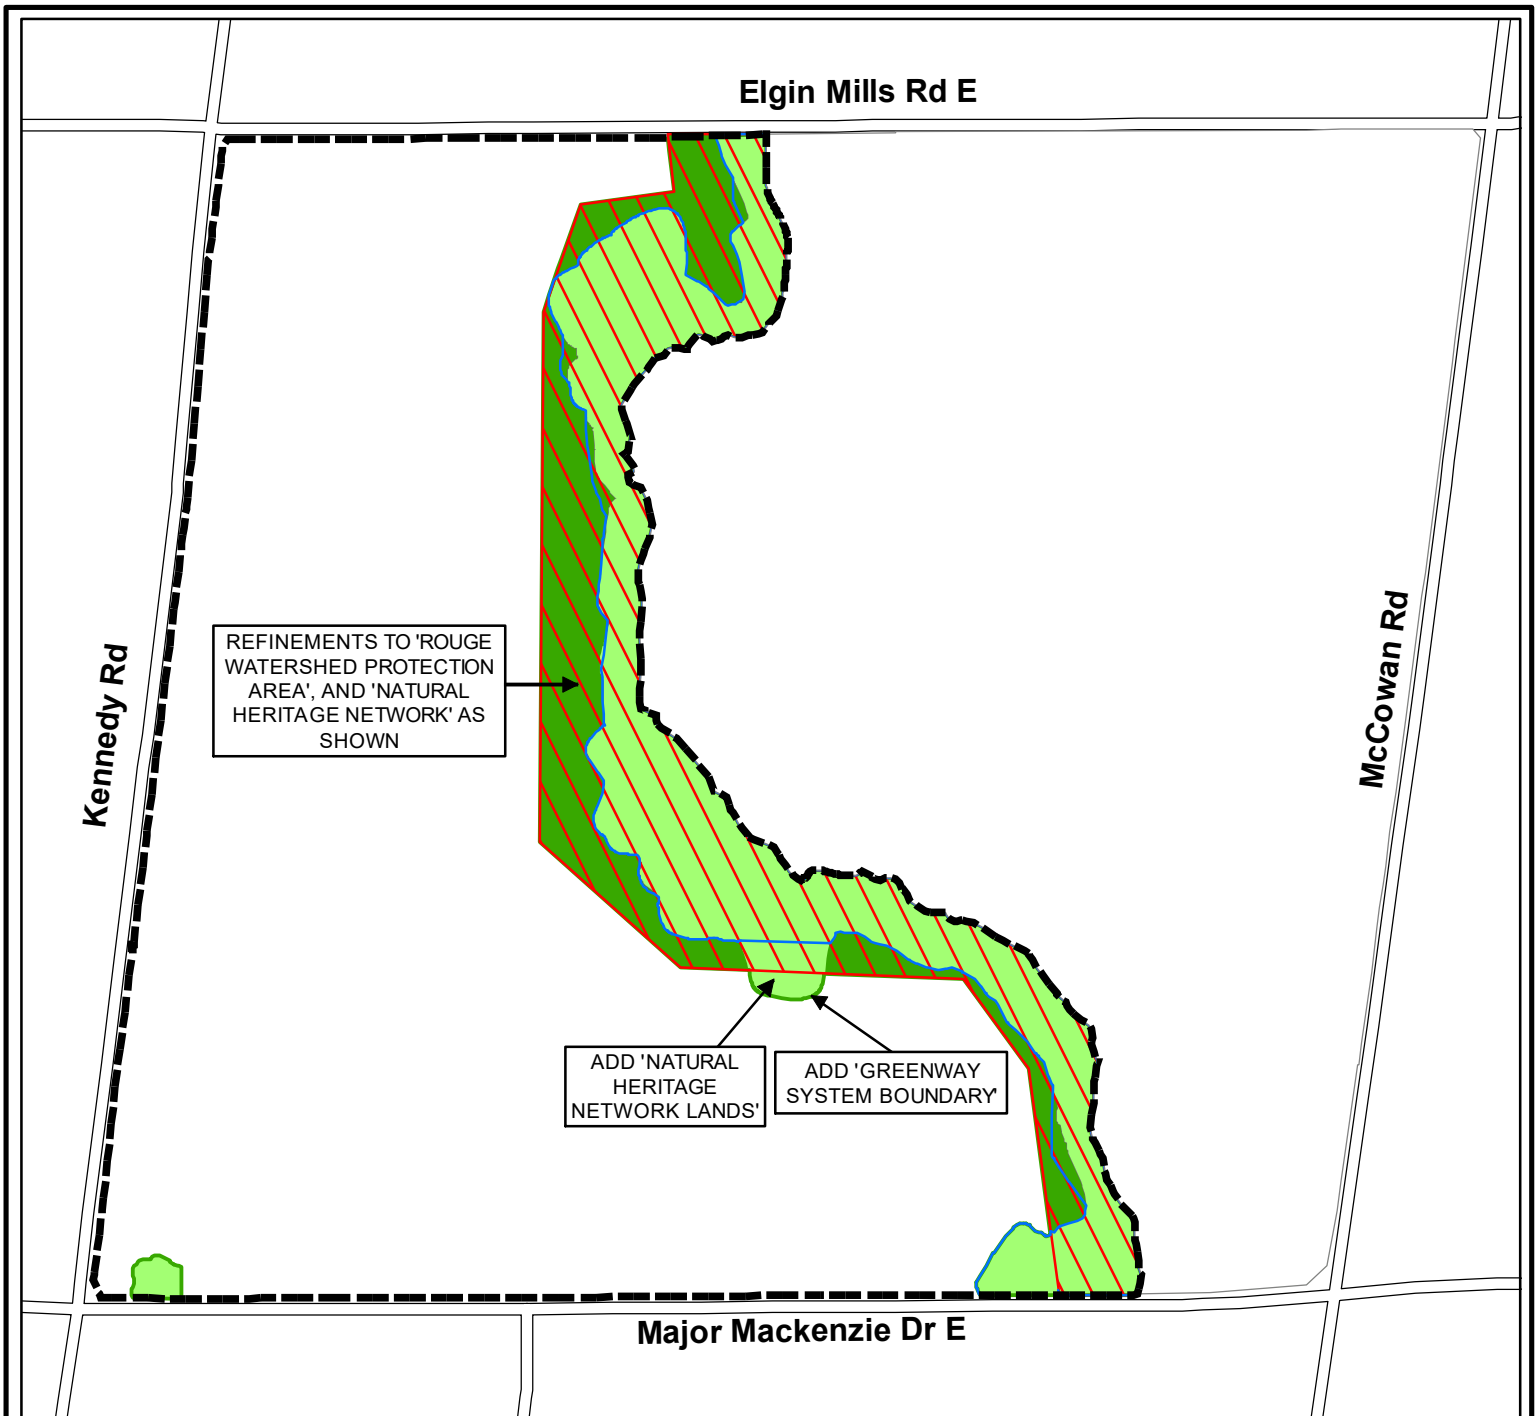 Elgin Mills Rd E
Kennedy Rd
McCowan Rd
REFINEMENTS TO 'ROUGE
WATERSHED PROTECTION
AREA', AND 'NATURAL
HERITAGE NETWORK' AS
SHOWN
ADD 'NATURAL
HERITAGE
NETWORK LANDS'
ADD 'GREENWAY
SYSTEM BOUNDARY'
Major Mackenzie Dr E